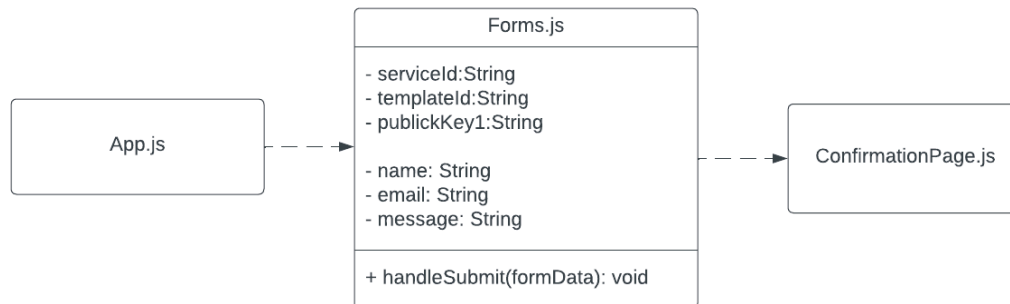 Forms.js
- serviceId:String
- templateId:String
- publickKey1:String
- name: String
- email: String
- message: String
+ handleSubmit(formData): void
App.js
ConfirmationPage.js